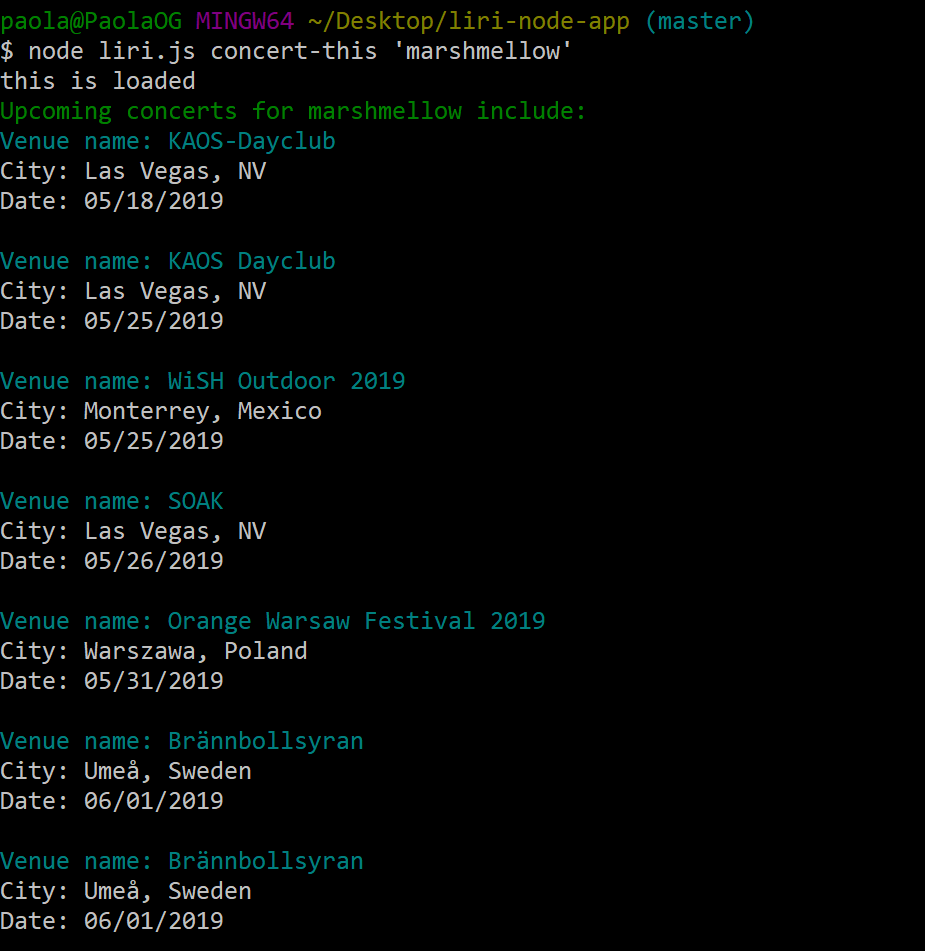 paola@PaolaOG MINGW64 ~/Desktop/liri-node-app (master)
$ node liri.js concert-this 'marshmellow'
this is loaded
Upcoming concerts for marshmellow include:
Venue name: KAOS-Dayclub
City: Las Vegas, NV
Date: 05/18/2019

Venue name: KAOS Dayclub
City: Las Vegas, NV
Date: 05/25/2019

Venue name: WiSH Outdoor 2019
City: Monterrey, Mexico
Date: 05/25/2019

Venue name: SOAK
City: Las Vegas, NV
Date: 05/26/2019

Venue name: Orange Warsaw Festival 2019
City: Warszawa, Poland
Date: 05/31/2019

Venue name: Brännbollsyran
City: Umeå, Sweden
Date: 06/01/2019

Venue name: Brännbollsyran
City: Umeå, Sweden
Date: 06/01/2019